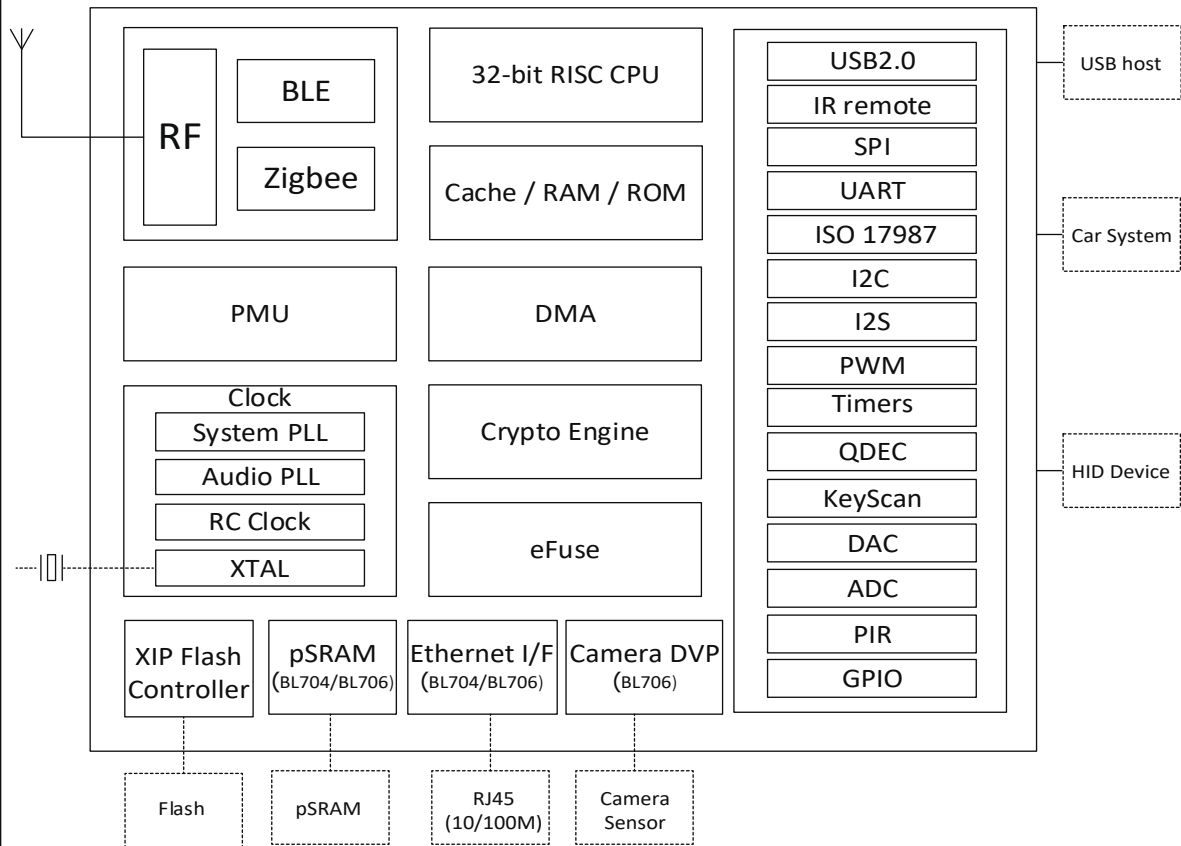 RF
BLE
Zigbee
32-bit RISC CPU
Cache / RAM / ROM
PMU
DMA
Clock
System PLL
Audio PLL
RC Clock
XTAL
Crypto Engine
eFuse
XIP Flash
Controller
pSRAM
(BL704/BL706)
Ethernet I/F
(BL704/BL706)
Camera DVP
(BL706)
USB2.0
IR remote
SPI
UART
ISO 17987
I2C
I2S
PWM
Timers
QDEC
KeyScan
DAC
ADC
PIR
GPIO
USB host
Car System
HID Device
Flash
pSRAM
RJ45
(10/100M)
Camera
Sensor